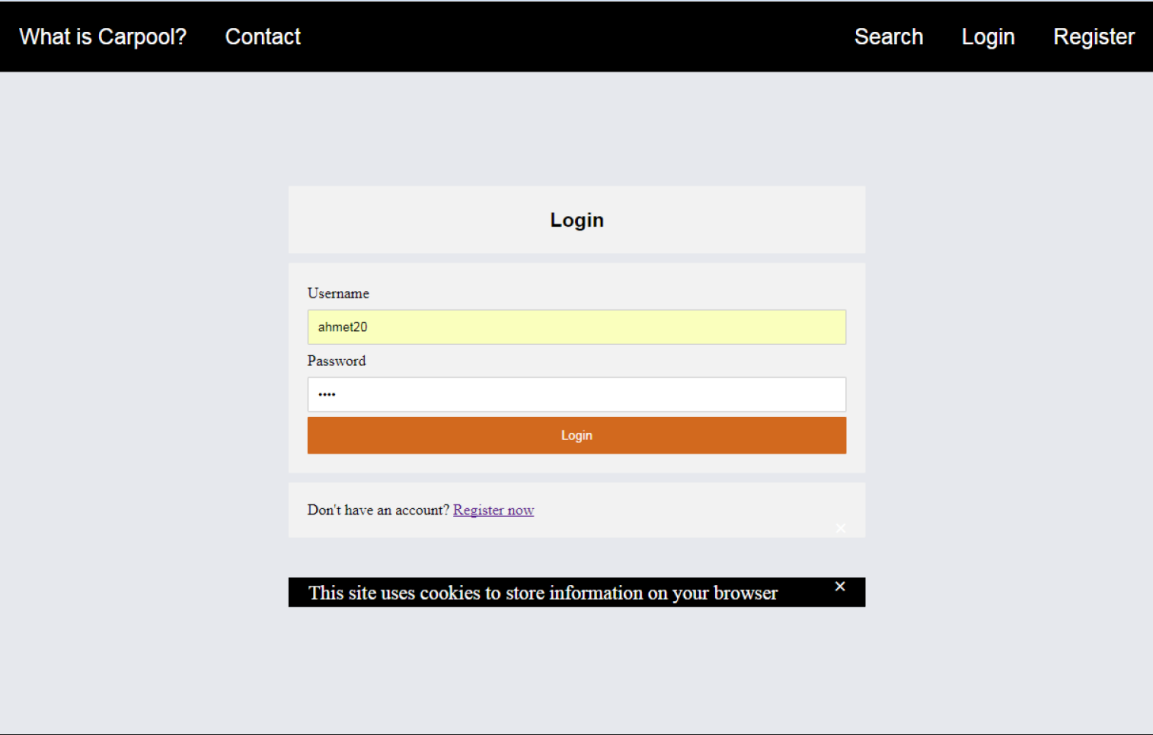 What is Carpool? Contact Search Login Register
Login
Username
ahmet20
Password
••••
Login
Don't have an account? Register now
×
This site uses cookies to store information on your browser ×